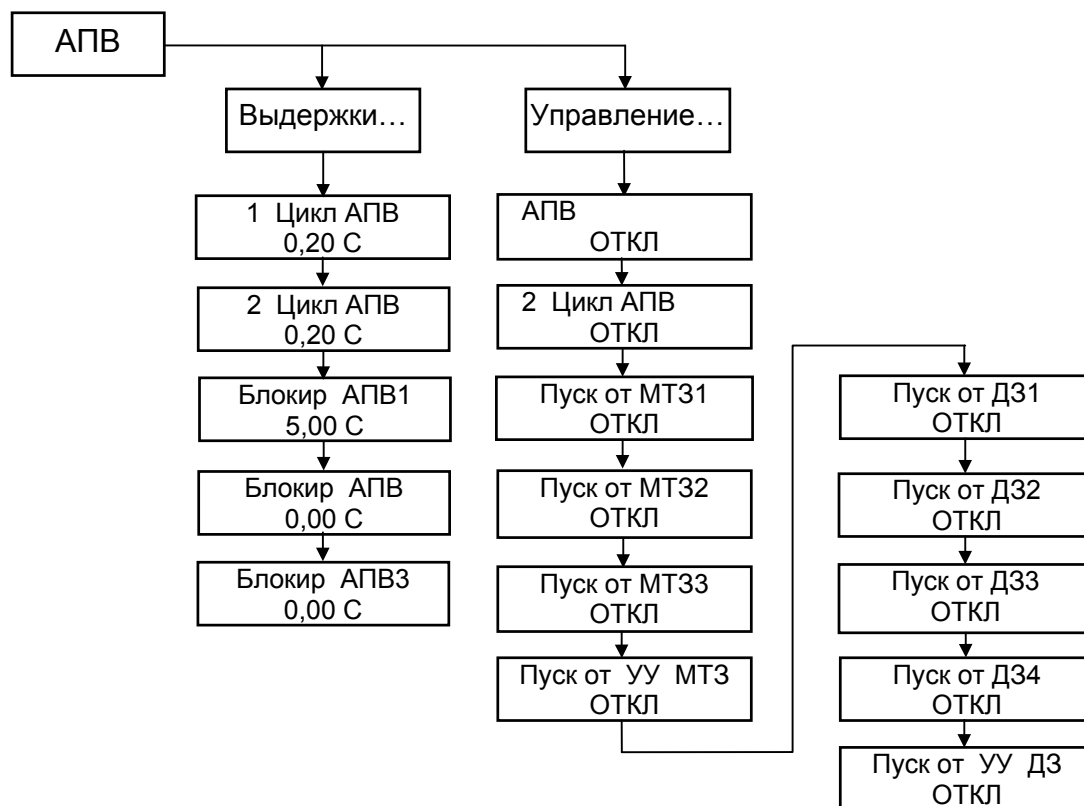 АПВ
Выдержки...
1 Цикл АПВ
0,20 С
2 Цикл АПВ
0,20 С
Блокир АПВ1
5,00 С
Блокир АПВ
0,00 С
Блокир АПВ3
0,00 С
Управление...
АПВ
ОТКЛ
2 Цикл АПВ
ОТКЛ
Пуск от МТЗ1
ОТКЛ
Пуск от МТЗ2
ОТКЛ
Пуск от МТЗ3
ОТКЛ
Пуск от УУ МТЗ
ОТКЛ
Пуск от ДЗ1
ОТКЛ
Пуск от ДЗ2
ОТКЛ
Пуск от ДЗ3
ОТКЛ
Пуск от ДЗ4
ОТКЛ
Пуск от УУ ДЗ
ОТКЛ